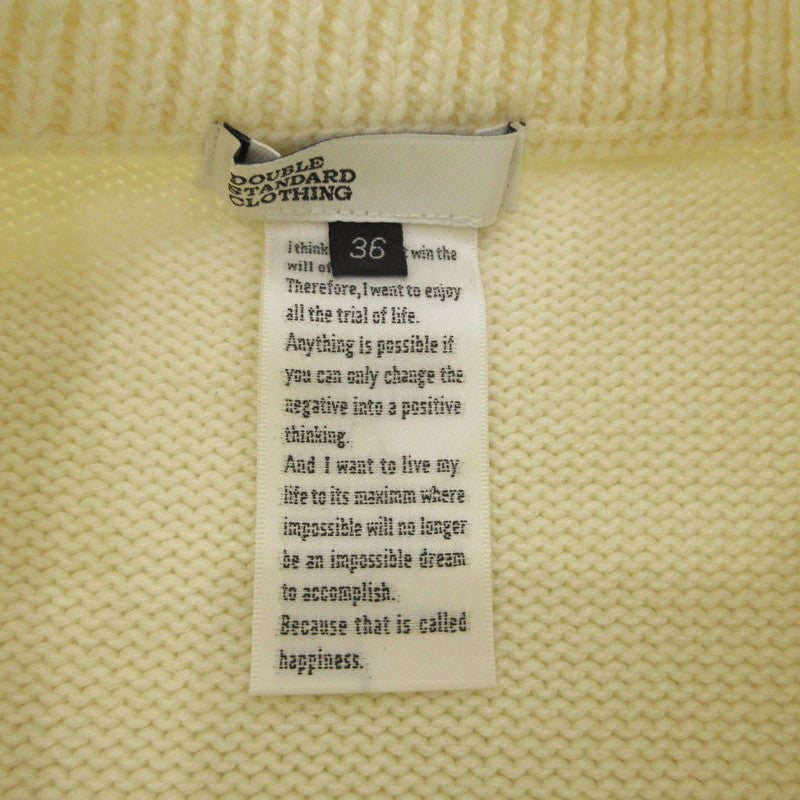 DOUBLE
STANDARD
CLOTHING
36
I think win the
will of
Therefore, I want to enjoy
all the trial of life.
Anything is possible if
you can only change the
negative into a positive
thinking.
And I want to live my
life to its maximm where
impossible will no longer
be an impossible dream
to accomplish.
Because that is called
happiness.